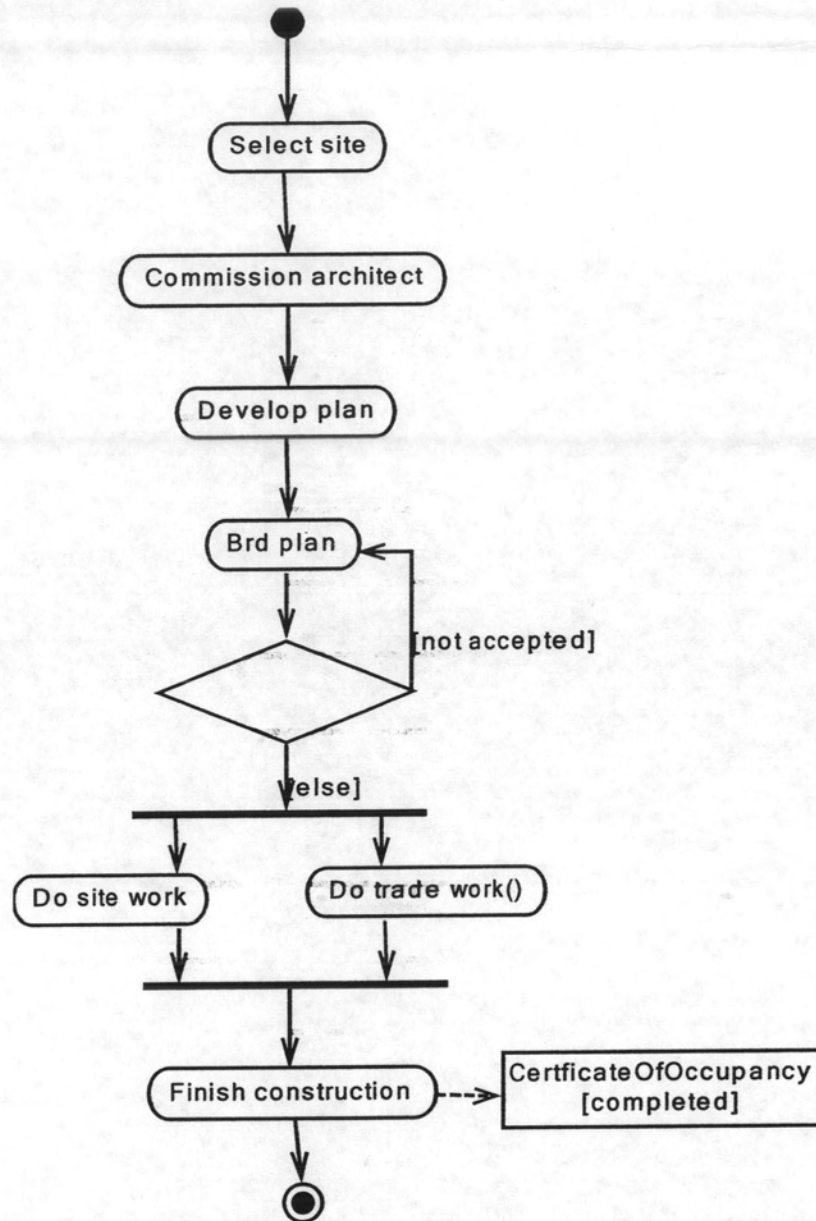 Select site
Commission architect
Develop plan
Brd plan
[not accepted]
[else]
Do site work
Do trade work()
Finish construction
CertficateOfOccupancy
[completed]